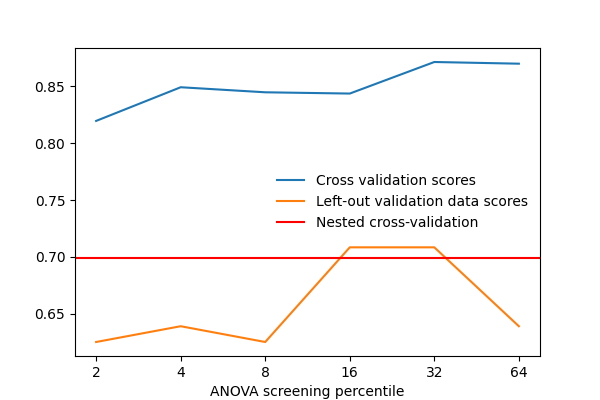 0.85
0.80
0.75
0.70
0.65
Cross validation scores
Left-out validation data scores
Nested cross-validation
2 4 8 16 32 64
ANOVA screening percentile